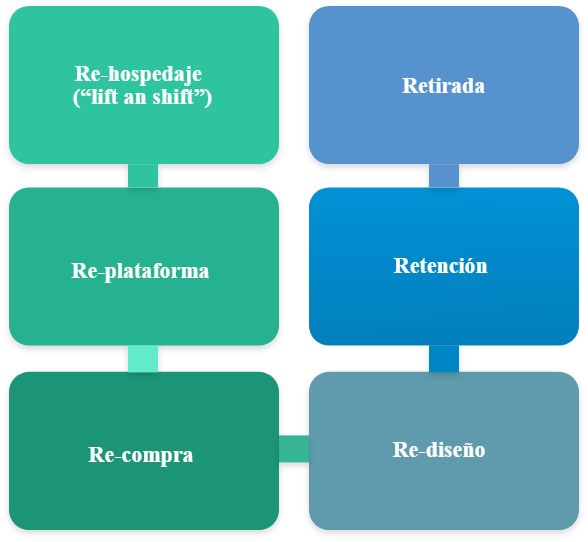 Re-hospedaje
(“lift an shift”)
Re-plataforma
Re-compra
Re-diseño
Retención
Retirada